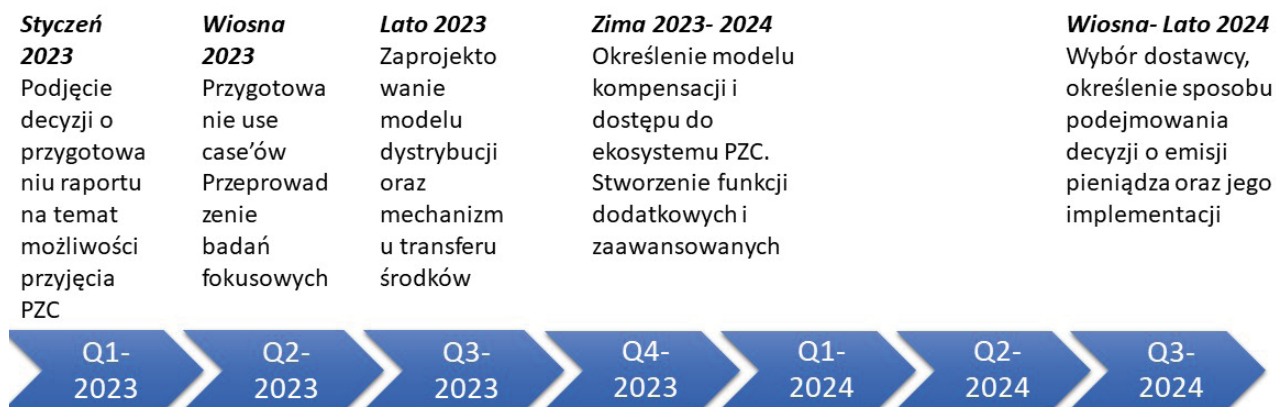 Styczeń
2023
Podjęcie
decyzji o
przygotowa
niu raportu
na temat
możliwości
przyjęcia
PZC
Wiosna
2023
Przygotowa
nie use
case’ów
Przeprowad
zenie
badań
fokusowych
Lato 2023
Zaprojekto
wanie
modelu
dystrybucji
oraz
mechanizm
u transferu
środków
Zima 2023- 2024
Określenie modelu
kompensacji i
dostępu do
ekosystemu PZC.
Stworzenie funkcji
dodatkowych i
zaawansowanych
Wiosna- Lato 2024
Wybór dostawcy,
określenie sposobu
podejmowania
decyzji o emisji
pieniądza oraz jego
implementacji
Q1-
2023
Q2-
2023
Q3-
2023
Q4-
2023
Q1-
2024
Q2-
2024
Q3-
2024